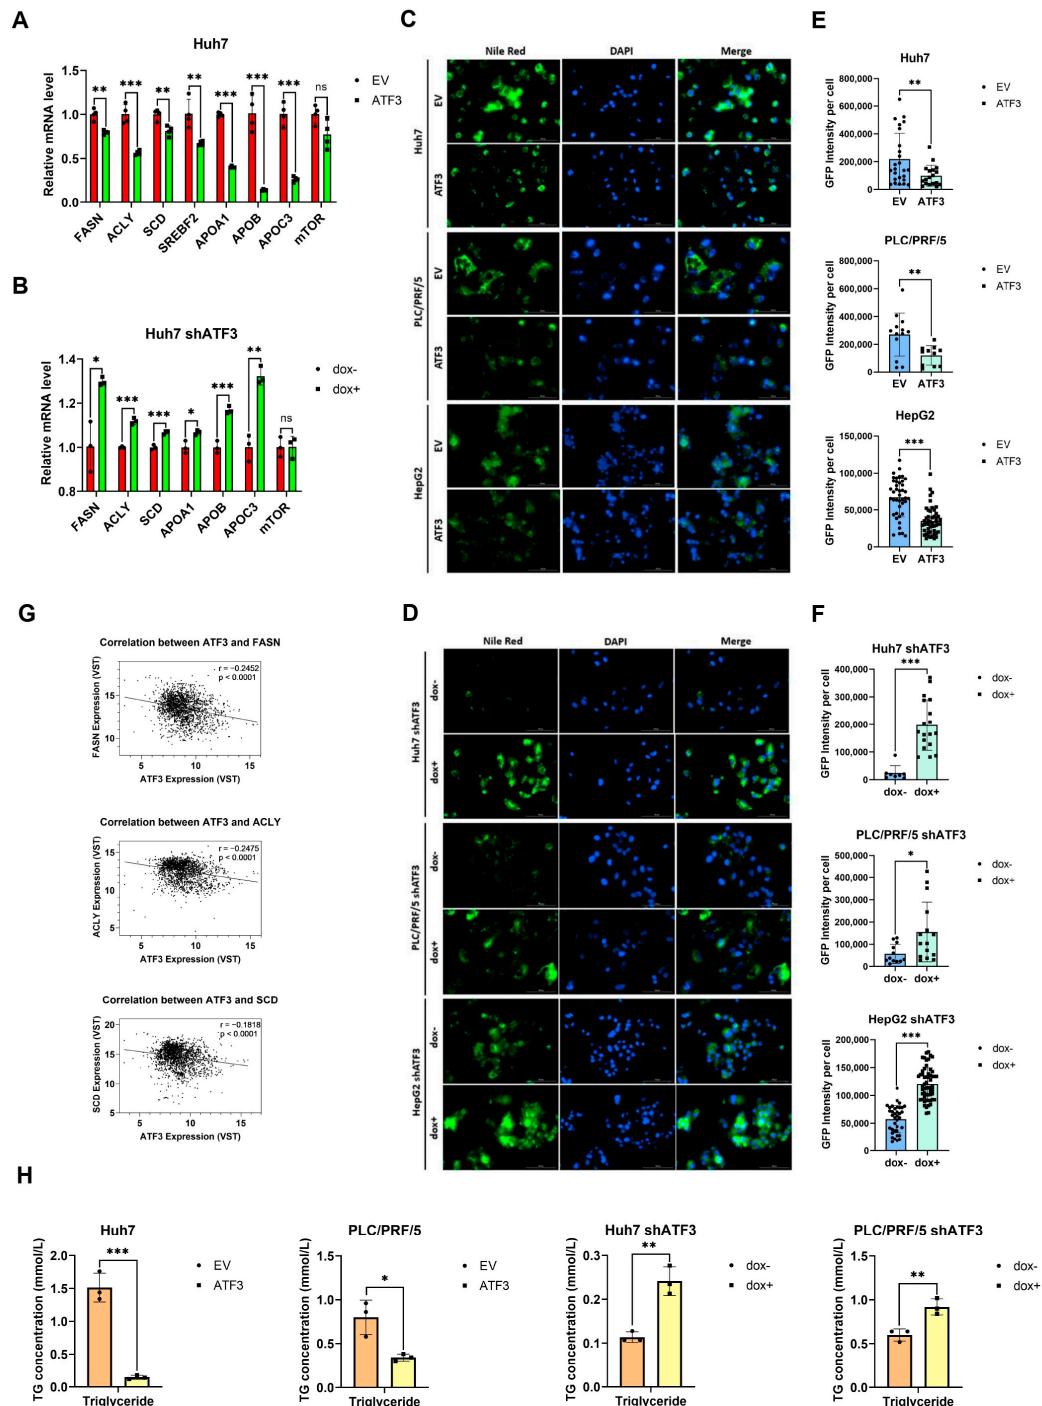 A
Huh7
Relative mRNA level
1.5
1.0
0.5
0.0
** *** ** ** *** *** *** ns
EV
ATF3
FASN ACLY SCD SREBF2 APOA1 APOB APOC3 mTOR
B
Huh7 shATF3
Relative mRNA level
1.4
1.2
1.0
0.8
* *** *** * *** ** ns
dox-
dox+
FASN ACLY SCD APOA1 APOB APOC3 mTOR
C
Nile Red DAPI Merge
Huh7
EV
ATF3
PLC/PRF/5
EV
ATF3
HepG2
EV
ATF3
E
Huh7
GFP Intensity per cell
800,000
600,000
400,000
200,000
0
**
EV ATF3
EV
ATF3
PLC/PRF/5
GFP Intensity per cell
800,000
600,000
400,000
200,000
0
**
EV ATF3
EV
ATF3
HepG2
GFP Intensity per cell
150,000
100,000
50,000
0
***
EV ATF3
EV
ATF3
G
Correlation between ATF3 and FASN
r = −0.2452
p < 0.0001
FASN Expression (VST)
15
10
5 10 15
ATF3 Expression (VST)
Correlation between ATF3 and ACLY
r = −0.2475
p < 0.0001
ACLY Expression (VST)
15
10
5
5 10 15
ATF3 Expression (VST)
Correlation between ATF3 and SCD
r = −0.1818
p < 0.0001
SCD Expression (VST)
20
15
10
5
5 10 15
ATF3 Expression (VST)
D
Nile Red DAPI Merge
Huh7 shATF3
dox-
dox+
PLC/PRF/5 shATF3
dox-
dox+
HepG2 shATF3
dox-
dox+
F
Huh7 shATF3
GFP Intensity per cell
400,000
300,000
200,000
100,000
0
***
dox- dox+
dox-
dox+
PLC/PRF/5 shATF3
GFP Intensity per cell
500,000
400,000
300,000
200,000
100,000
0
*
dox- dox+
dox-
dox+
HepG2 shATF3
GFP Intensity per cell
200,000
150,000
100,000
50,000
0
***
dox- dox+
dox-
dox+
H
Huh7
TG concentration (mmol/L)
2.0
1.5
1.0
0.5
0.0
***
EV
ATF3
Triglyceride
PLC/PRF/5
TG concentration (mmol/L)
1.5
1.0
0.5
0.0
*
EV
ATF3
Triglyceride
Huh7 shATF3
TG concentration (mmol/L)
0.3
0.2
0.1
0.0
**
dox-
dox+
Triglyceride
PLC/PRF/5 shATF3
TG concentration (mmol/L)
1.5
1.0
0.5
0.0
**
dox-
dox+
Triglyceride